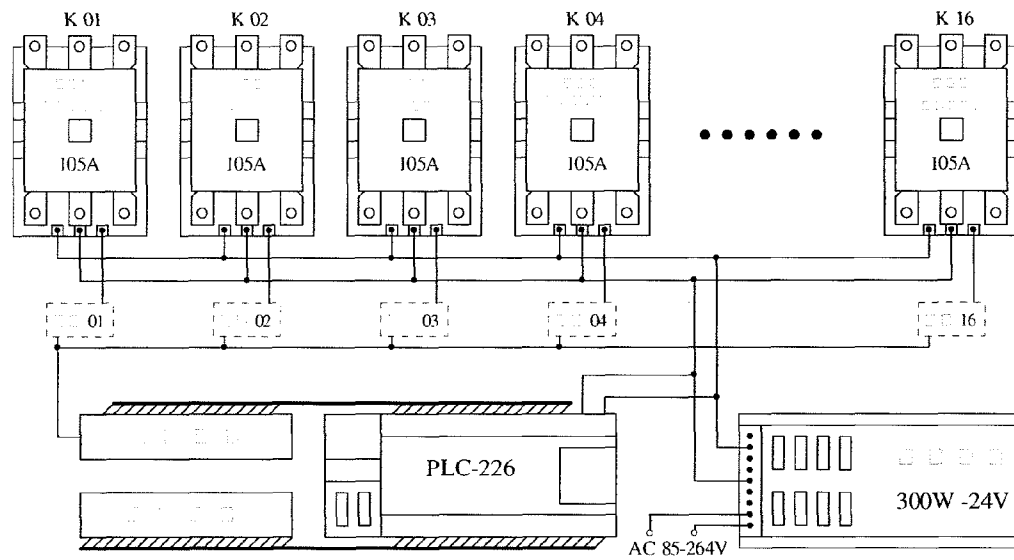 K 01 K 02 K 03 K 04 K 16
105A 105A 105A 105A 105A
01 02 03 04 16
PLC-226
300W -24V
AC 85-264V